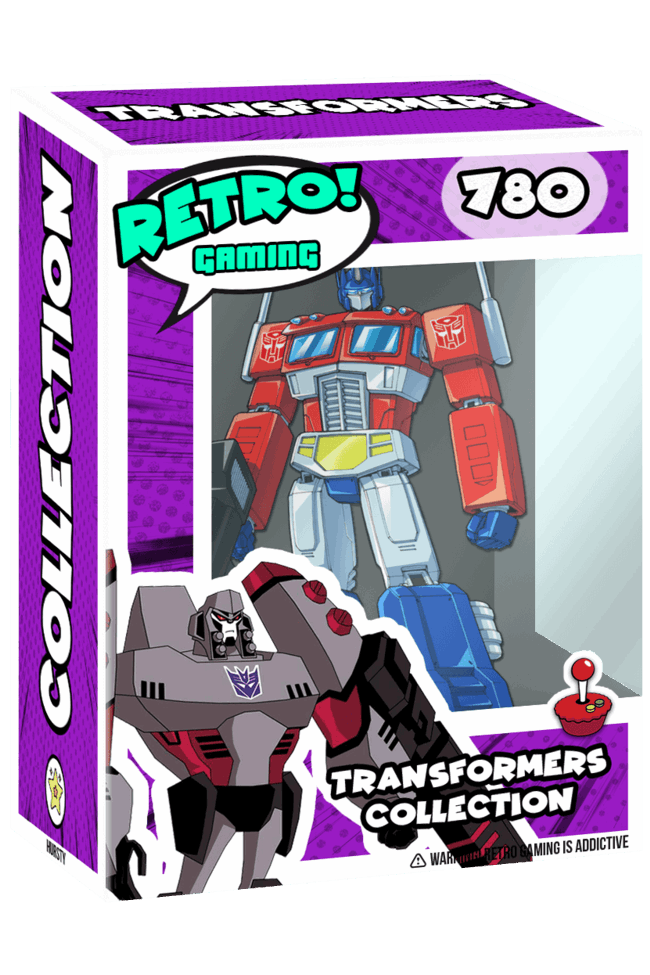 TRANSFORMERS
COLLECTION
RETRO!
GAMING
780
TRANSFORMERS
COLLECTION
WARNING! RETRO GAMING IS ADDICTIVE
HURSTY